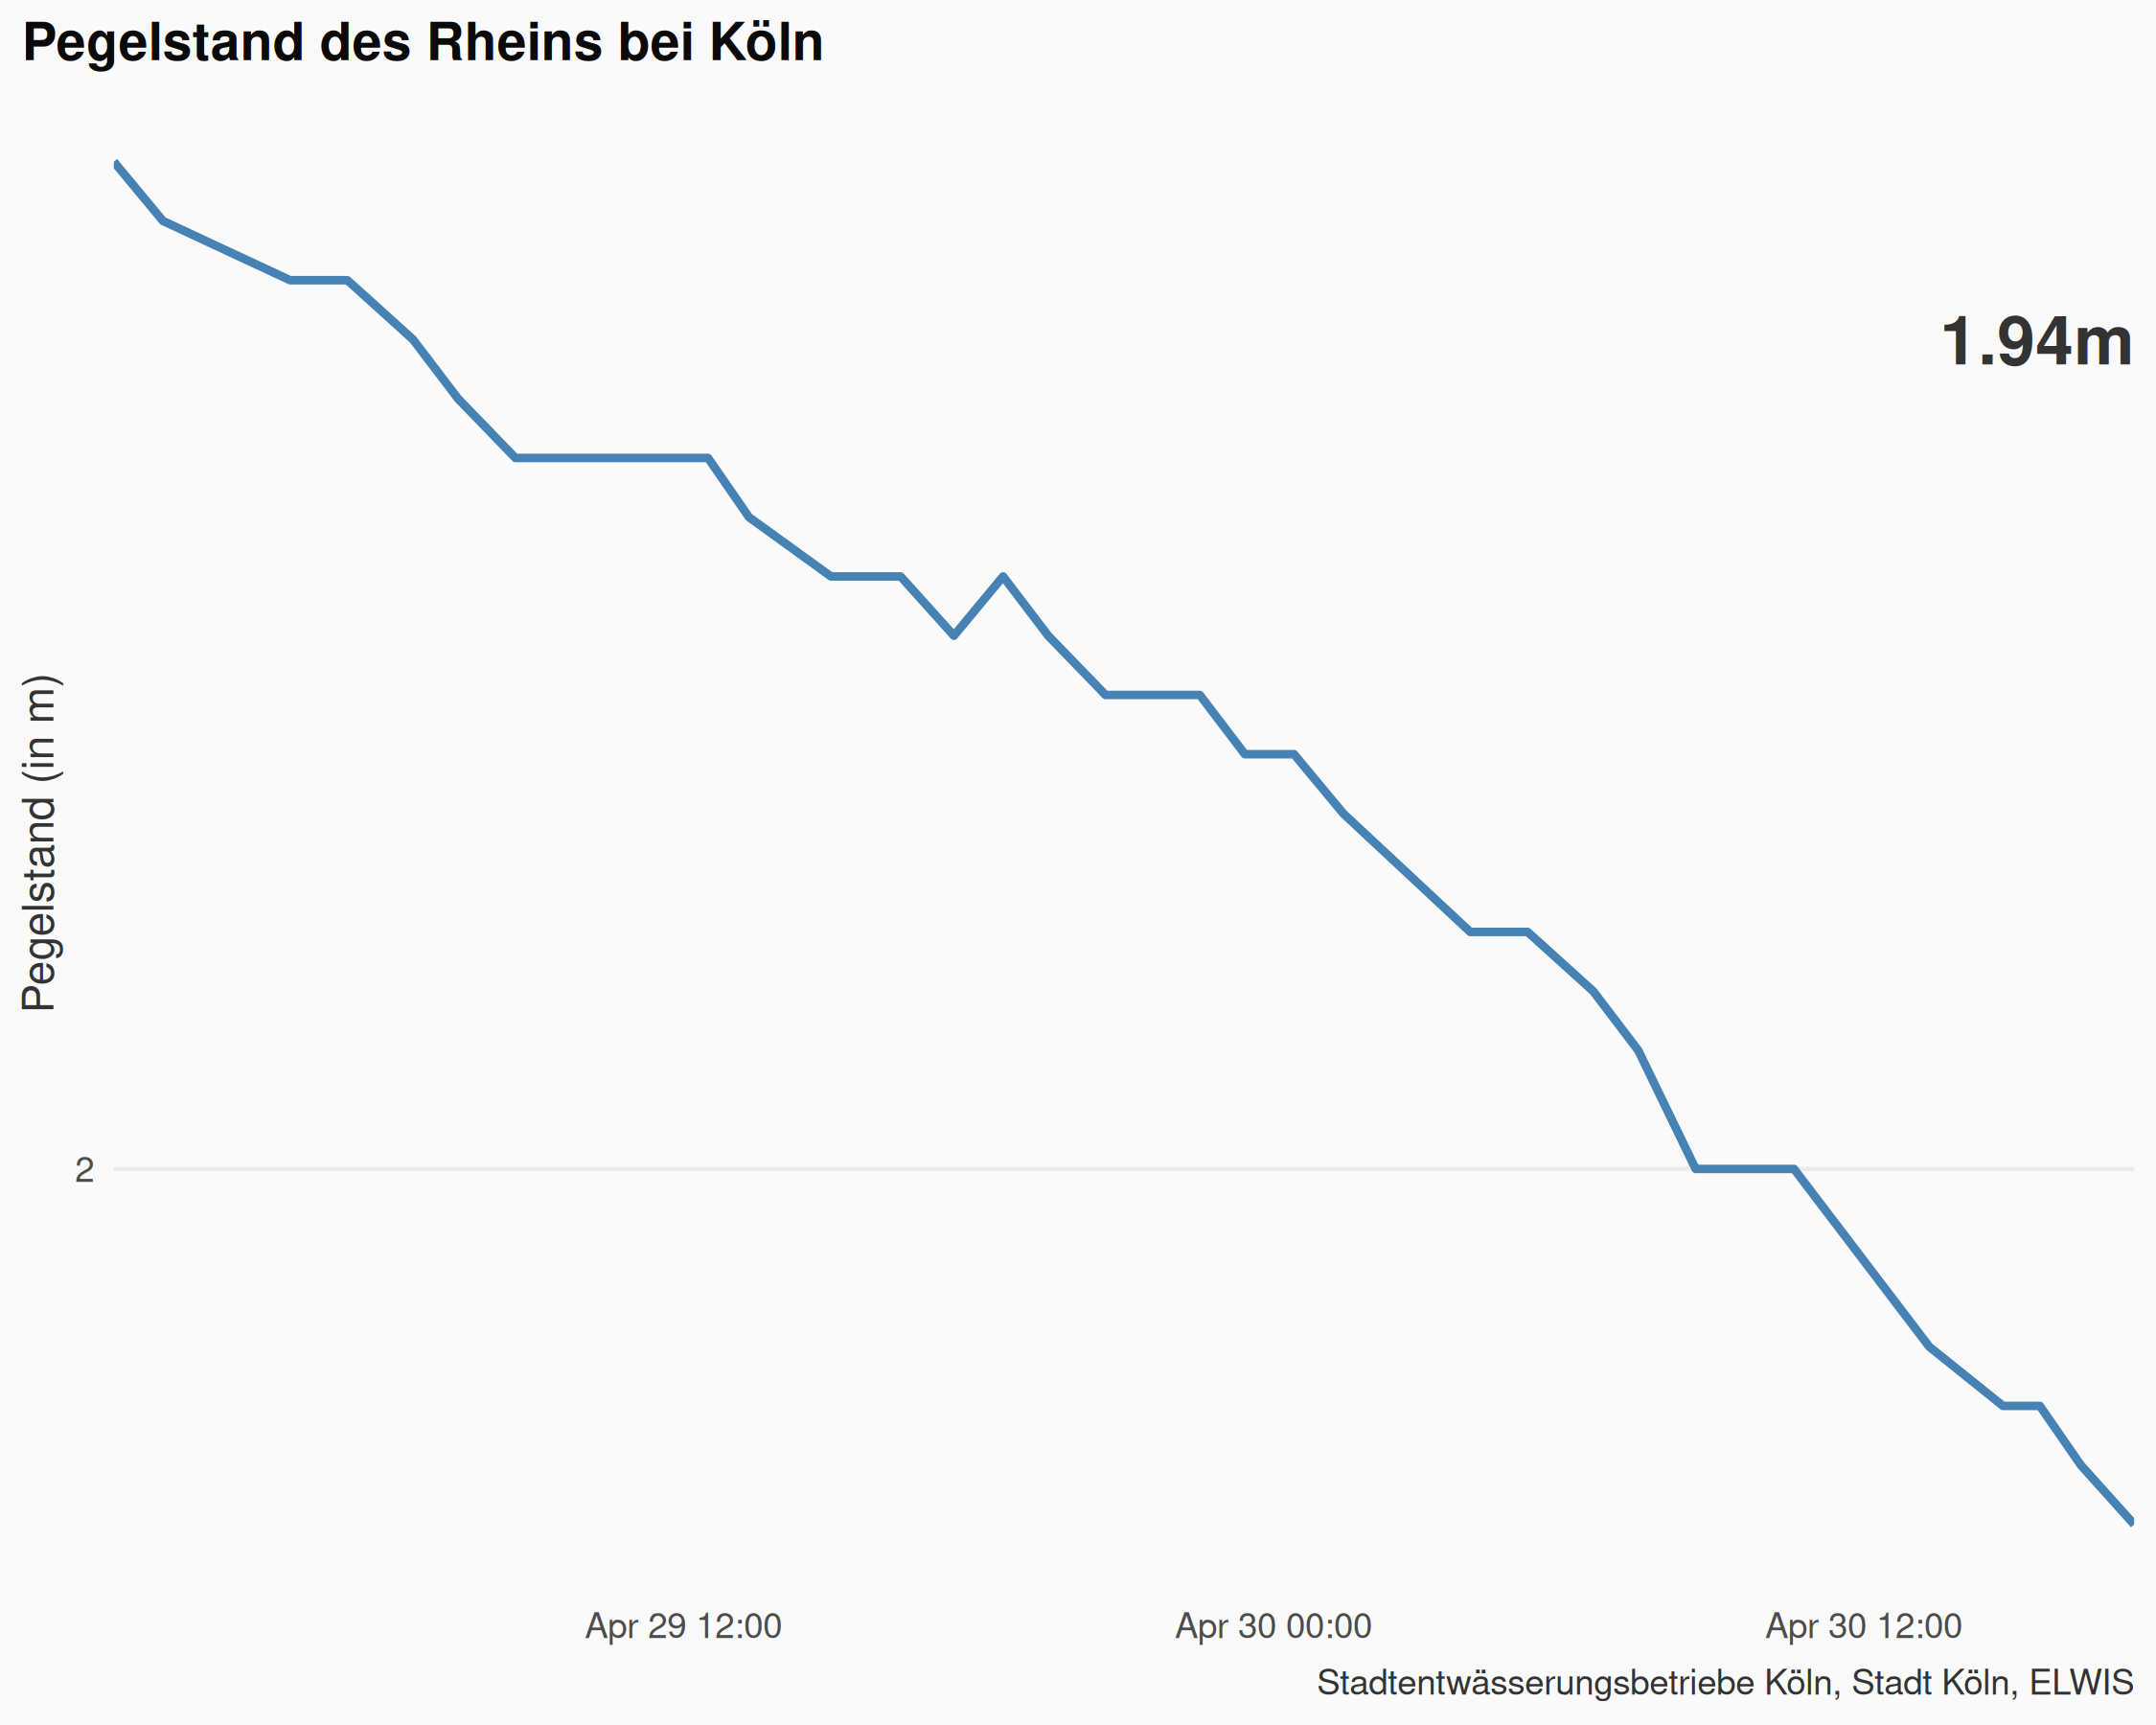 Pegelstand des Rheins bei Köln
1.94m
Pegelstand (in m)
2
Apr 29 12:00
Apr 30 00:00
Apr 30 12:00
Stadtentwässerungsbetriebe Köln, Stadt Köln, ELWIS